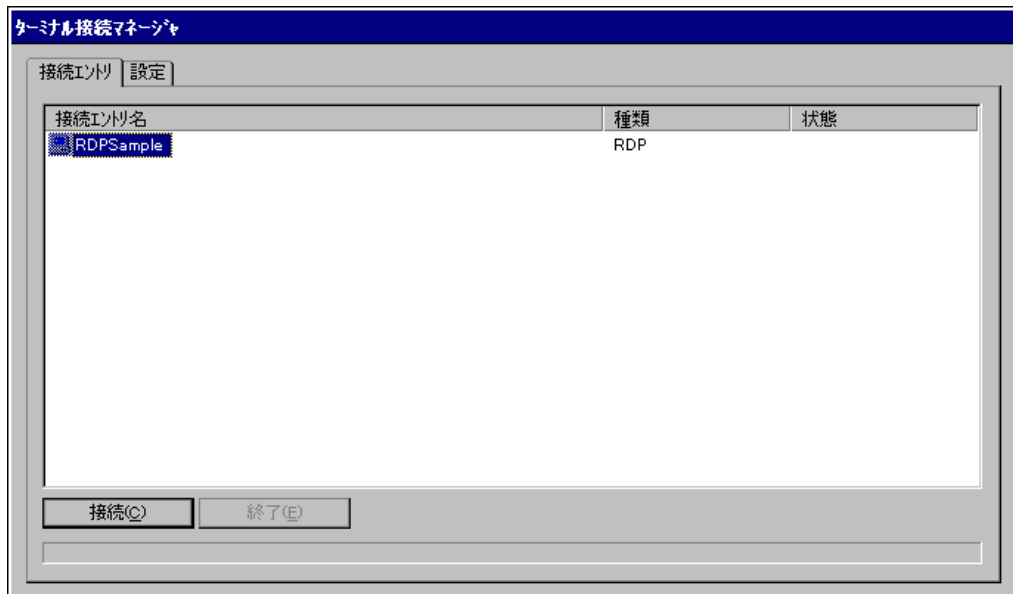 ﾀｰﾐﾅﾙ接続ﾏﾈｰｼﾞｬ
接続ｴﾝﾄﾘ 設定
接続ｴﾝﾄﾘ名 種類 状態
RDPSample RDP
接続(C) 終了(E)